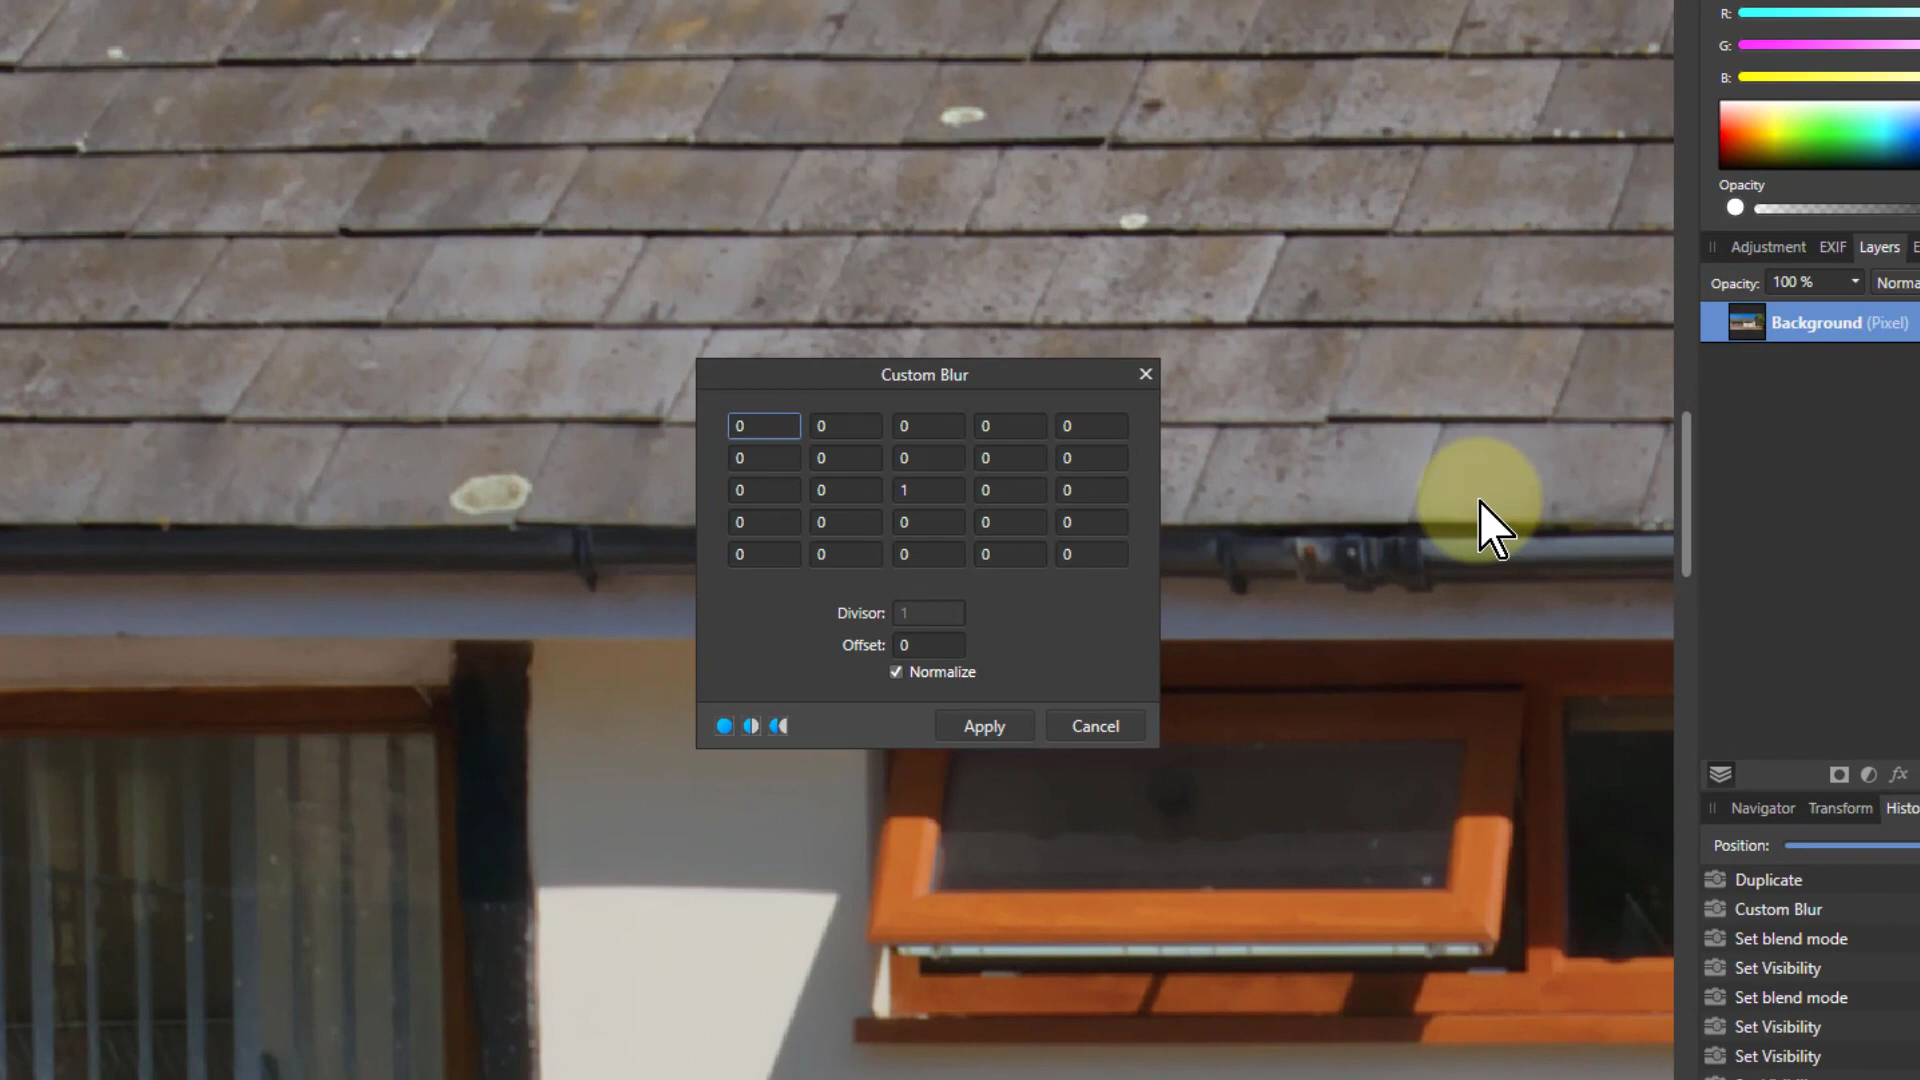 R:
G:
B:
Opacity
Adjustment EXIF Layers E
Opacity: 100 % Norma
Background (Pixel)
Custom Blur
0 0 0 0 0
0 0 0 0 0
0 0 1 0 0
0 0 0 0 0
0 0 0 0 0
Divisor: 1
Offset: 0
Normalize
Apply Cancel
fx
Navigator Transform Histo
Position:
Duplicate
Custom Blur
Set blend mode
Set Visibility
Set blend mode
Set Visibility
Set Visibility